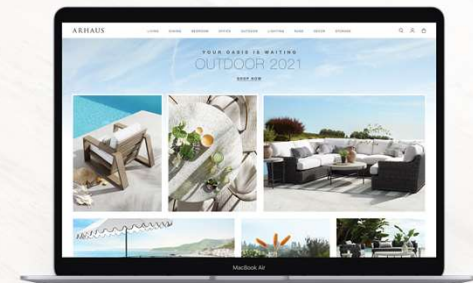 ARHAUS LIVING DINING BEDROOM OFFICE OUTDOOR LIGHTING RUGS DECOR STORES
YOUR OASIS IS WAITING
OUTDOOR 2021
SHOP NOW
MacBook Air